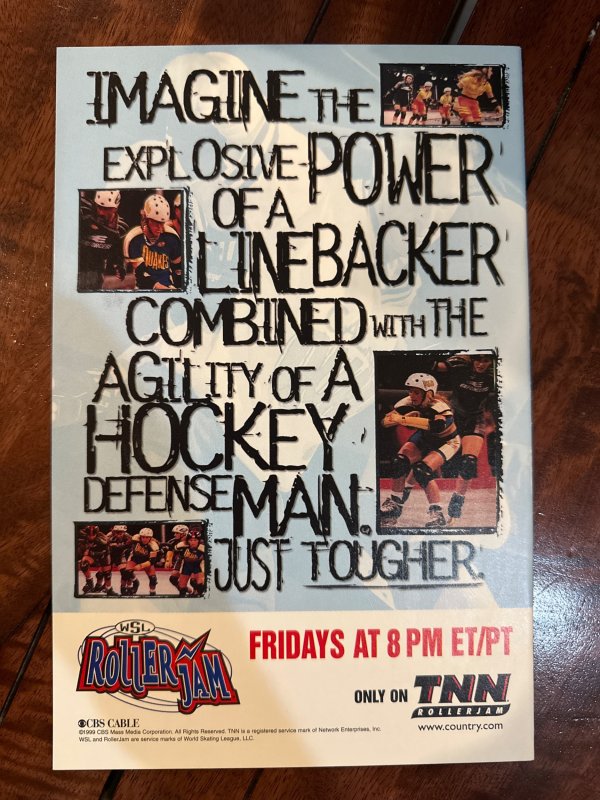 IMAGINE THE
EXPLOSIVE POWER
OF A
LINEBACKER
COMBINED WITH THE
AGILITY OF A
HOCKEY
DEFENSEMAN.
JUST TOUGHER.
QUAKES
WSL
ROLLERJAM
FRIDAYS AT 8 PM ET/PT
ONLY ON TNN
ROLLERJAM
www.country.com
CBS CABLE
©1999 CBS Mass Media Corporation. All Rights Reserved. TNN is a registered service mark of Network Enterprises, Inc.
WSL and RollerJam are service marks of World Skating League, LLC.